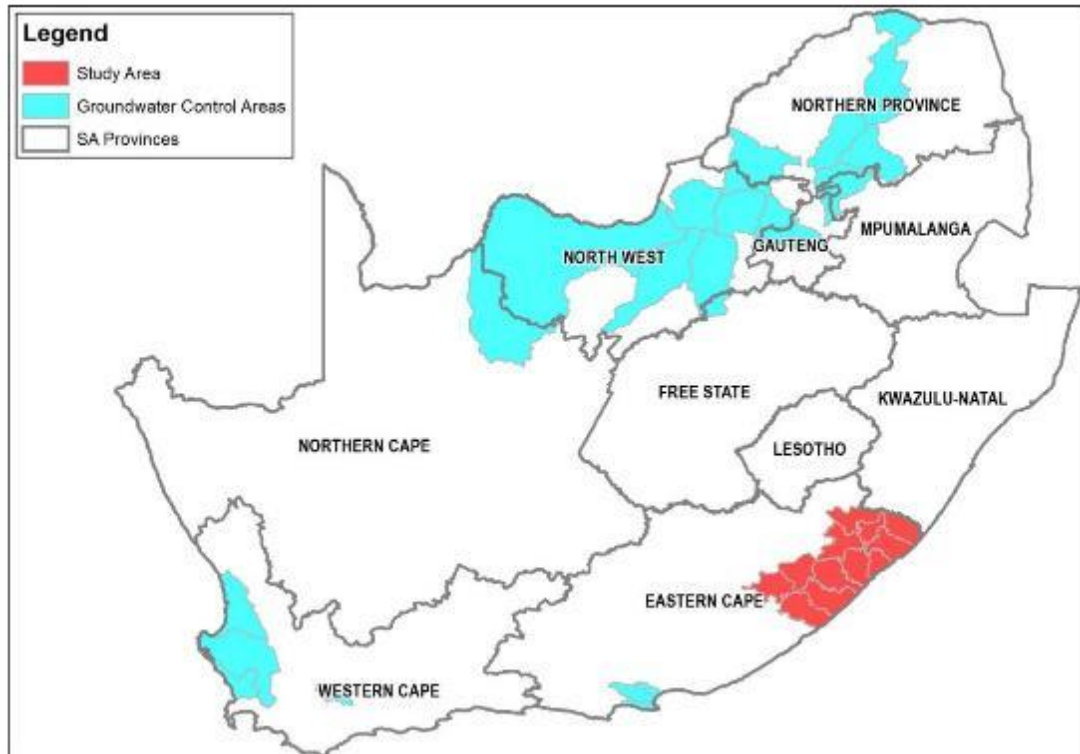 Legend
Study Area
Groundwater Control Areas
SA Provinces
NORTHERN PROVINCE
MPUMALANGA
GAUTENG
NORTH WEST
FREE STATE
KWAZULU-NATAL
NORTHERN CAPE
LESOTHO
EASTERN CAPE
WESTERN CAPE